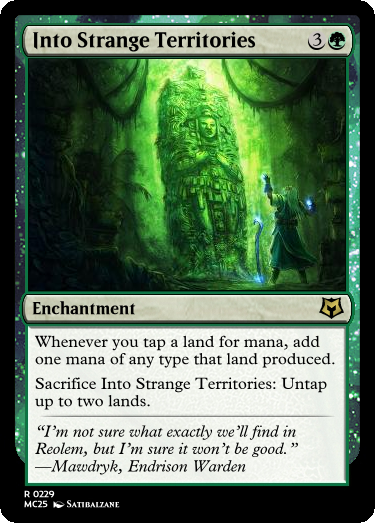 Into Strange Territories 3
Enchantment
Whenever you tap a land for mana, add
one mana of any type that land produced.
Sacrifice Into Strange Territories: Untap
up to two lands.
“I’m not sure what exactly we’ll find in
Reolem, but I’m sure it won’t be good.”
—Mawdryk, Endrison Warden
R 0229
MC25 Satibalzane